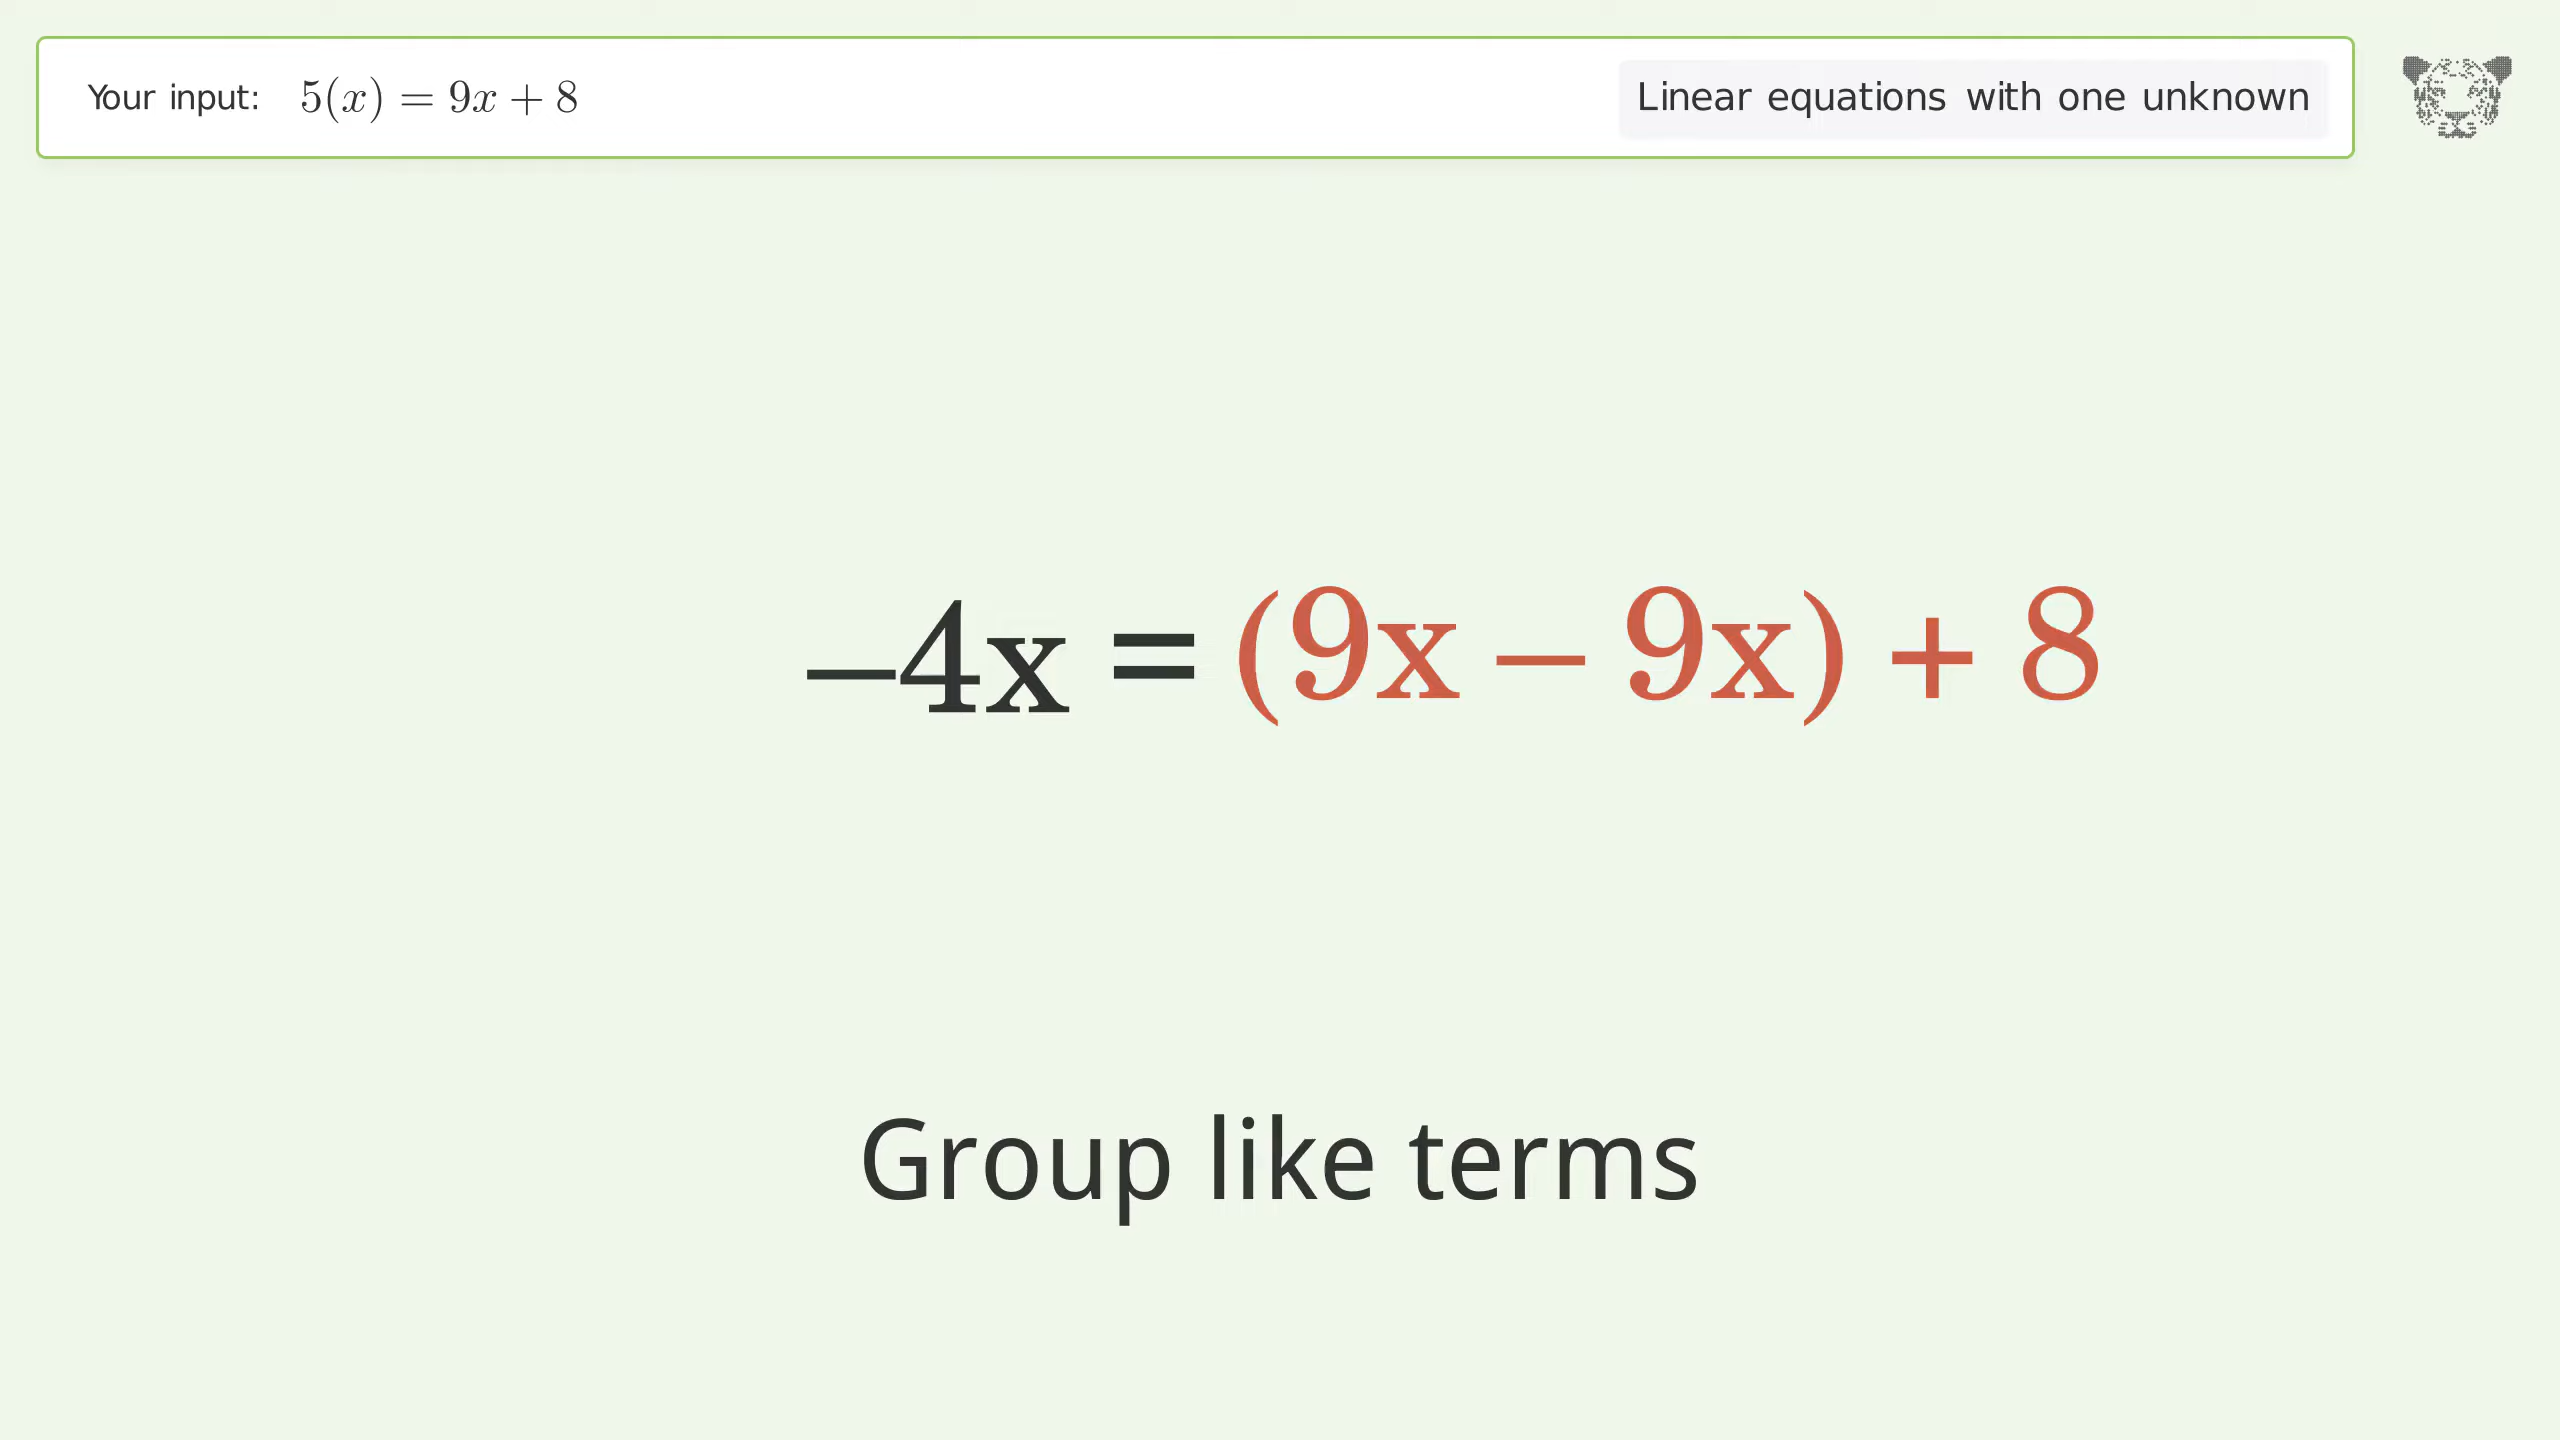 Your input: 5(x) = 9x + 8
Linear equations with one unknown
–4x = (9x – 9x) + 8
Group like terms